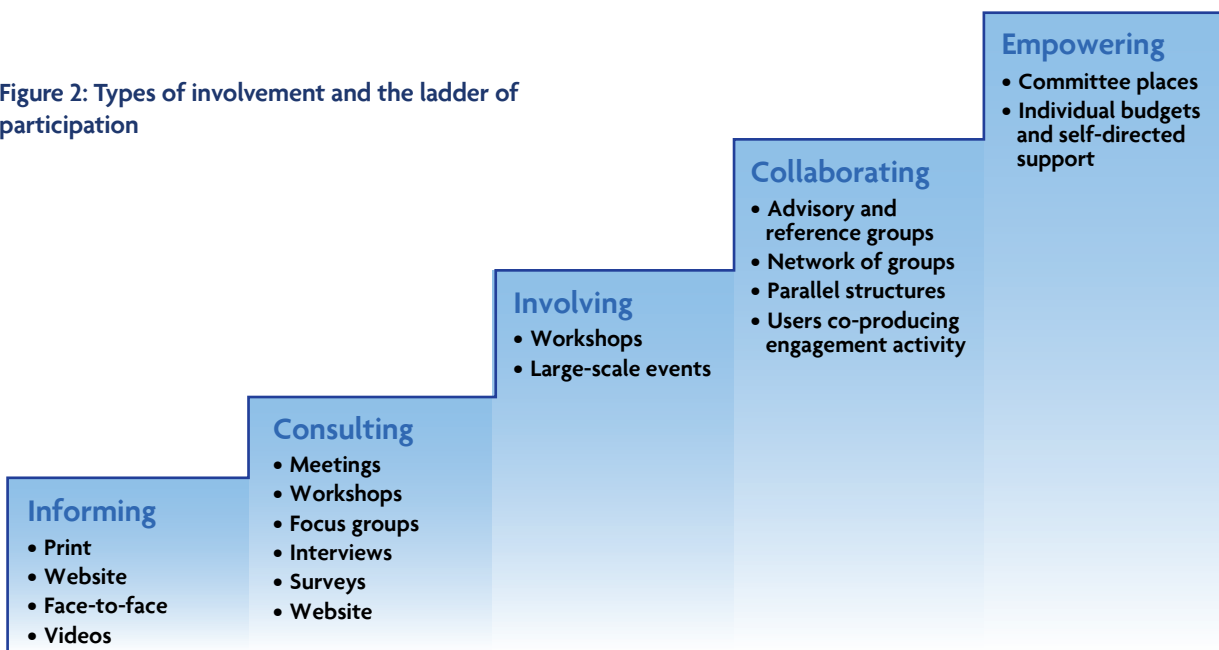 Figure 2: Types of involvement and the ladder of
participation
Informing
• Print
• Website
• Face-to-face
• Videos
Consulting
• Meetings
• Workshops
• Focus groups
• Interviews
• Surveys
• Website
Involving
• Workshops
• Large-scale events
Collaborating
• Advisory and
reference groups
• Network of groups
• Parallel structures
• Users co-producing
engagement activity
Empowering
• Committee places
• Individual budgets
and self-directed
support